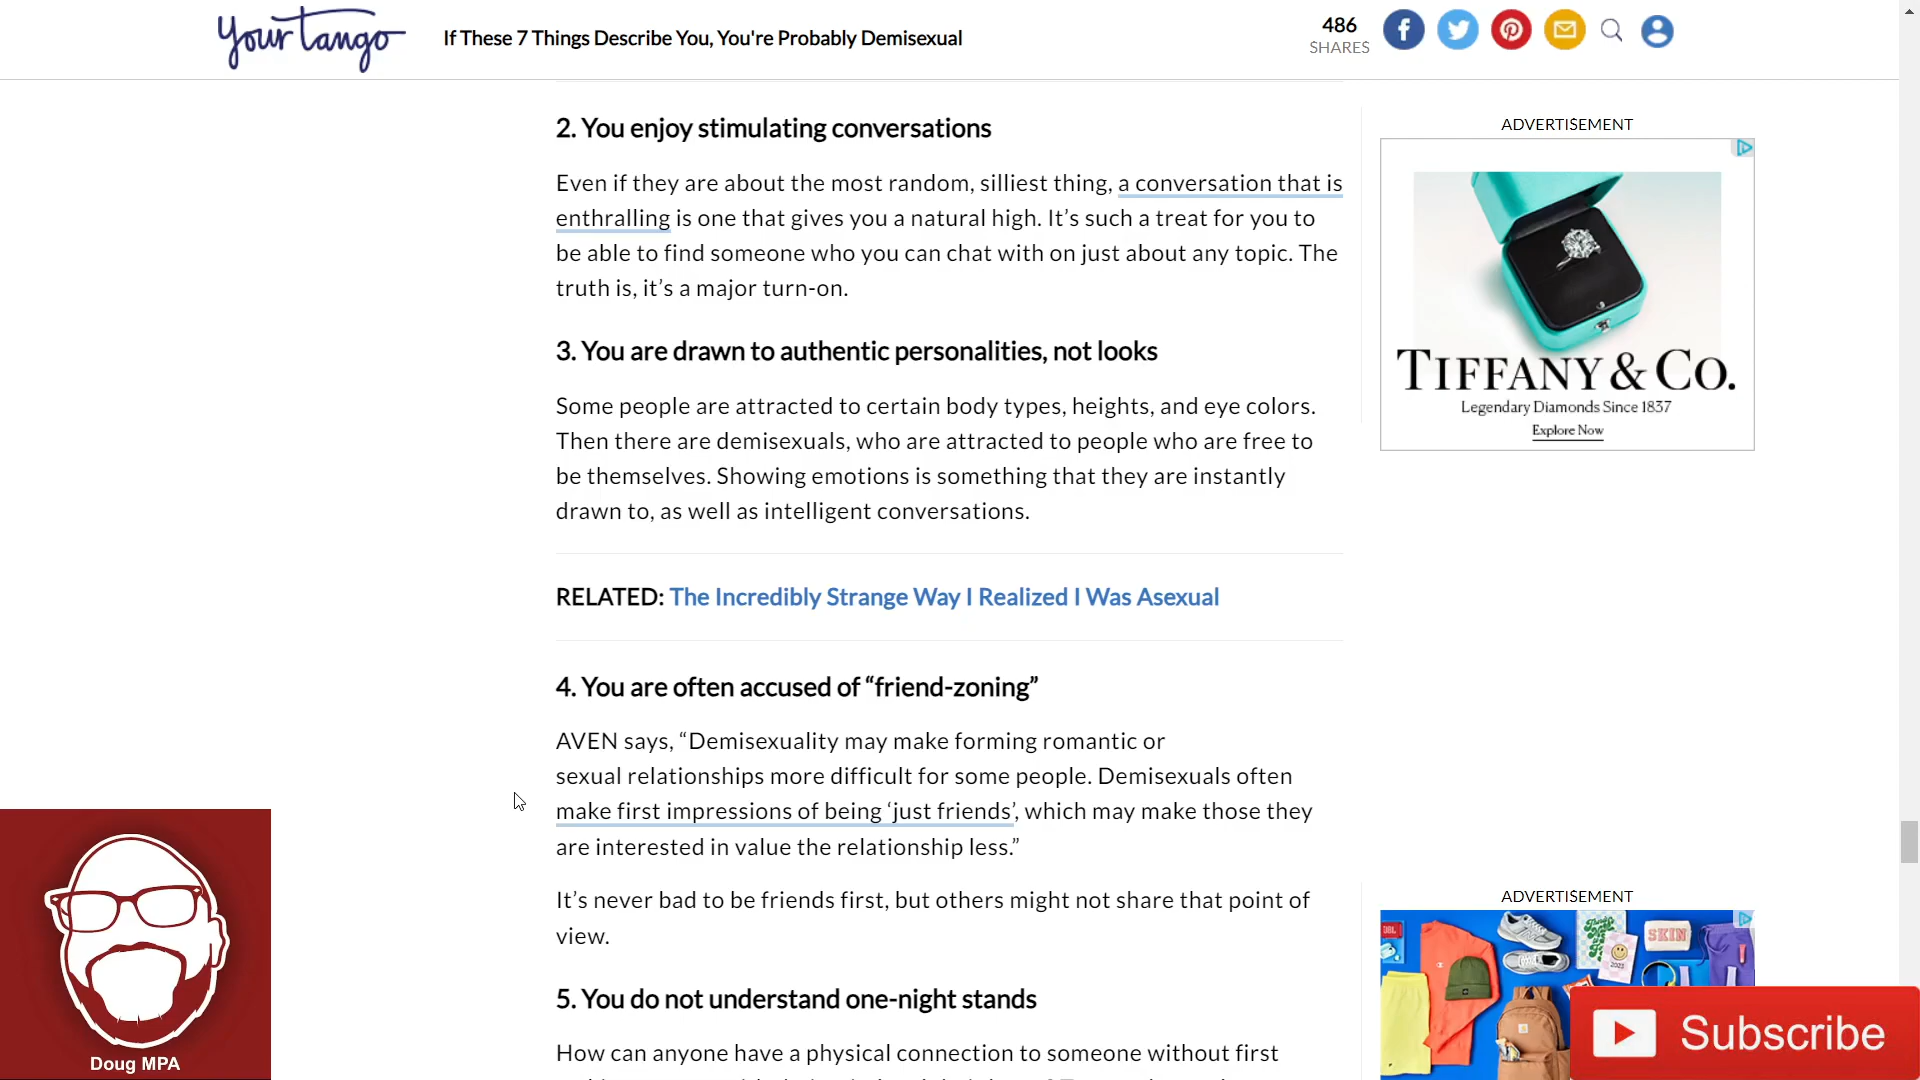 YourTango
If These 7 Things Describe You, You're Probably Demisexual
486
SHARES
2. You enjoy stimulating conversations
Even if they are about the most random, silliest thing, a conversation that is
enthralling is one that gives you a natural high. It’s such a treat for you to
be able to find someone who you can chat with on just about any topic. The
truth is, it’s a major turn-on.
3. You are drawn to authentic personalities, not looks
Some people are attracted to certain body types, heights, and eye colors.
Then there are demisexuals, who are attracted to people who are free to
be themselves. Showing emotions is something that they are instantly
drawn to, as well as intelligent conversations.
RELATED: The Incredibly Strange Way I Realized I Was Asexual
4. You are often accused of “friend-zoning”
AVEN says, “Demisexuality may make forming romantic or
sexual relationships more difficult for some people. Demisexuals often
make first impressions of being ‘just friends’, which may make those they
are interested in value the relationship less.”
It’s never bad to be friends first, but others might not share that point of
view.
5. You do not understand one-night stands
How can anyone have a physical connection to someone without first
ADVERTISEMENT
TIFFANY & CO.
Legendary Diamonds Since 1837
Explore Now
ADVERTISEMENT
JBL
SKIN
2023
Subscribe
Doug MPA